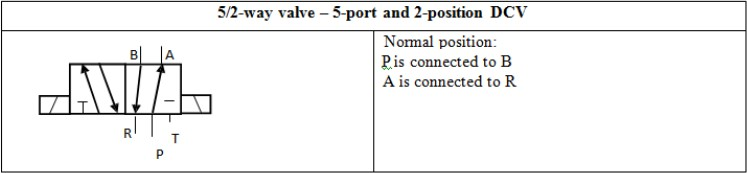 5/2-way valve – 5-port and 2-position DCV
B A
R T
P
Normal position:
P is connected to B
A is connected to R